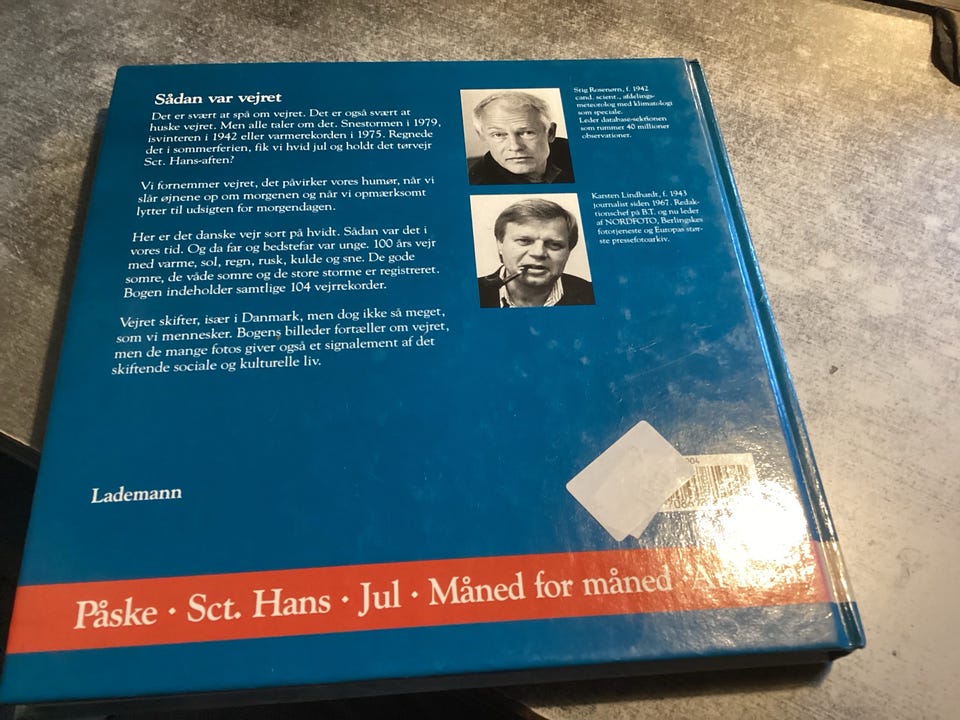 Sådan var vejret
Det er svært at spå om vejret. Det er også svært at
huske vejret. Men alle taler om det. Snestormen i 1979,
isvinteren i 1942 eller varmerekorden i 1975. Regnede
det i sommerferien, fik vi hvid jul og holdt det tørvejr
Sct. Hans-aften?
Vi fornemmer vejret, det påvirker vores humør, når vi
slår øjnene op om morgenen og når vi opmærksomt
lytter til udsigten for morgendagen.
Her er det danske vejr sort på hvidt. Sådan var det i
vores tid. Og da far og bedstefar var unge. 100 års vejr
med varme, sol, regn, rusk, kulde og sne. De gode
somre, de våde somre og de store storme er registreret.
Bogen indeholder samtlige 104 vejrrekorder.
Vejret skifter, især i Danmark, men dog ikke så meget,
som vi mennesker. Bogens billeder fortæller om vejret,
men de mange fotos giver også et signalement af det
skiftende sociale og kulturelle liv.
Stig Rosenørn, f. 1942
cand. scient., afdelings-
meteorolog med klimatologi
som speciale.
Leder database-sektionen
som rummer 40 millioner
observationer.
Karsten Lindhardt, f. 1943
journalist siden 1967. Redak-
tionschef på B.T. og nu leder
af NORDFOTO, Berlingskes
fototjeneste og Europas stør-
ste pressefotoarkiv.
Lademann
Påske · Sct. Hans · Jul · Måned for måned ·